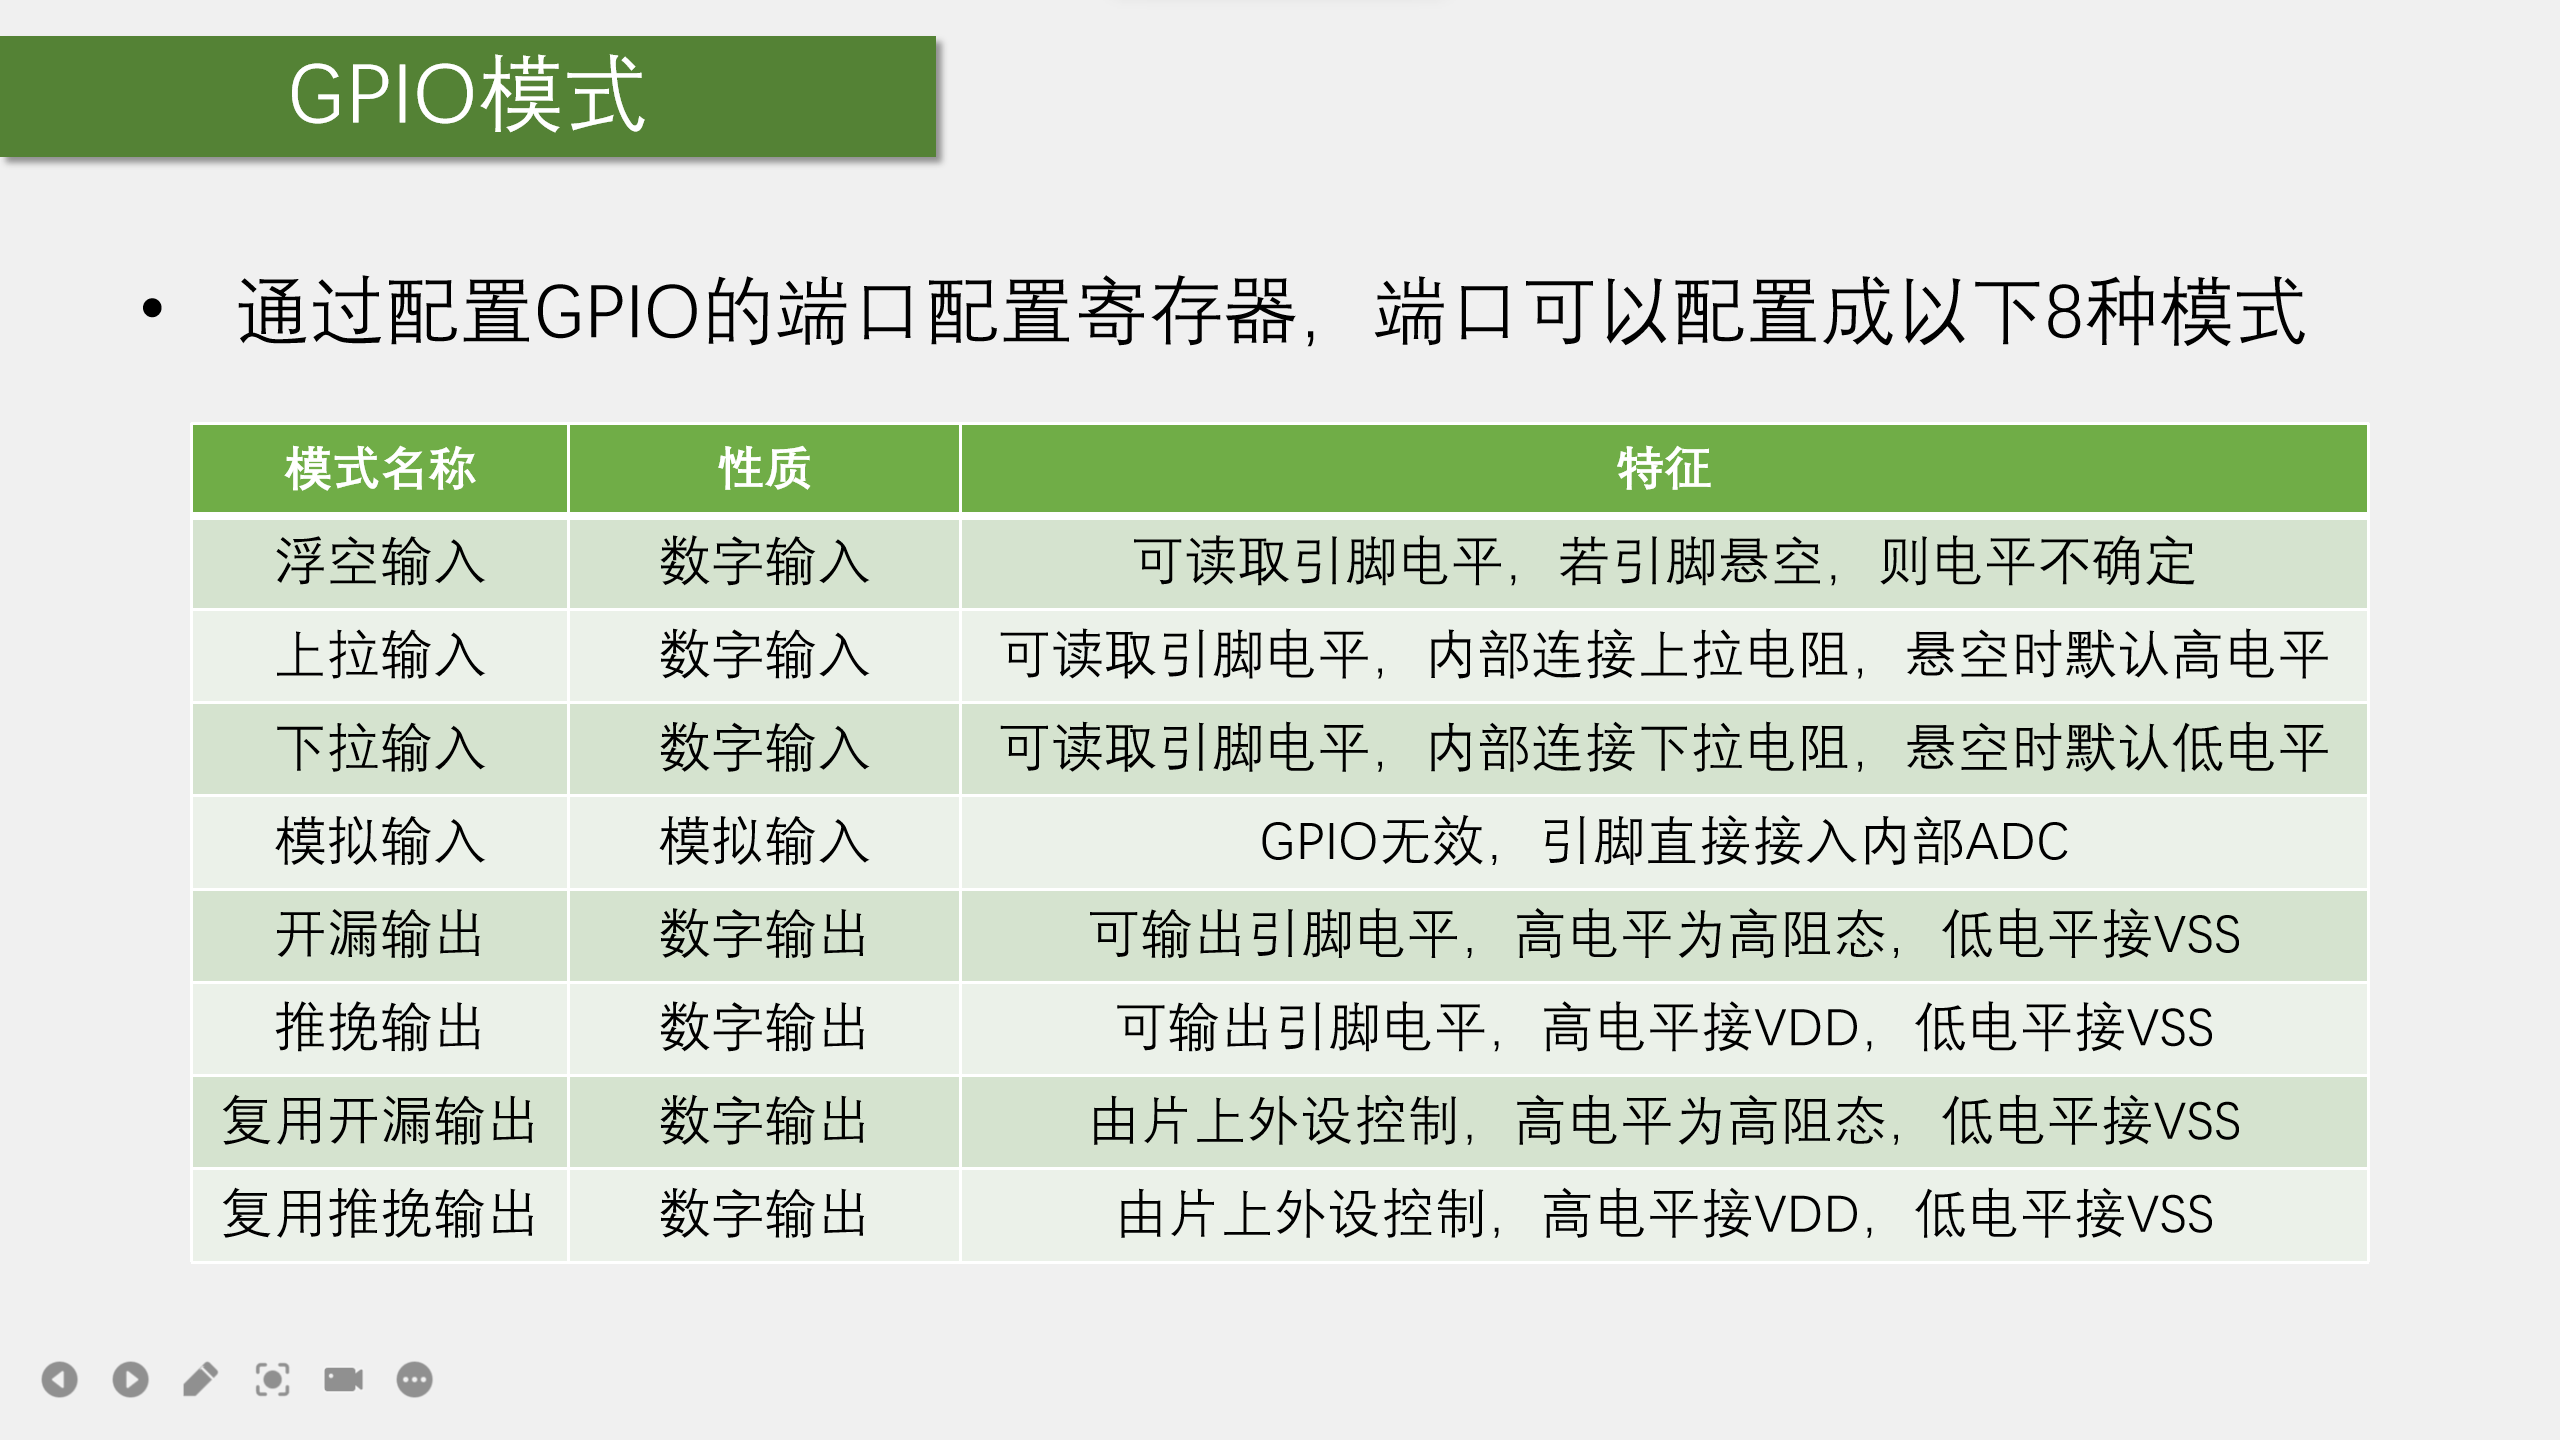 GPIO模式
• 通过配置GPIO的端口配置寄存器，端口可以配置成以下8种模式
模式名称 性质 特征
浮空输入 数字输入 可读取引脚电平，若引脚悬空，则电平不确定
上拉输入 数字输入 可读取引脚电平，内部连接上拉电阻，悬空时默认高电平
下拉输入 数字输入 可读取引脚电平，内部连接下拉电阻，悬空时默认低电平
模拟输入 模拟输入 GPIO无效，引脚直接接入内部ADC
开漏输出 数字输出 可输出引脚电平，高电平为高阻态，低电平接VSS
推挽输出 数字输出 可输出引脚电平，高电平接VDD，低电平接VSS
复用开漏输出 数字输出 由片上外设控制，高电平为高阻态，低电平接VSS
复用推挽输出 数字输出 由片上外设控制，高电平接VDD，低电平接VSS